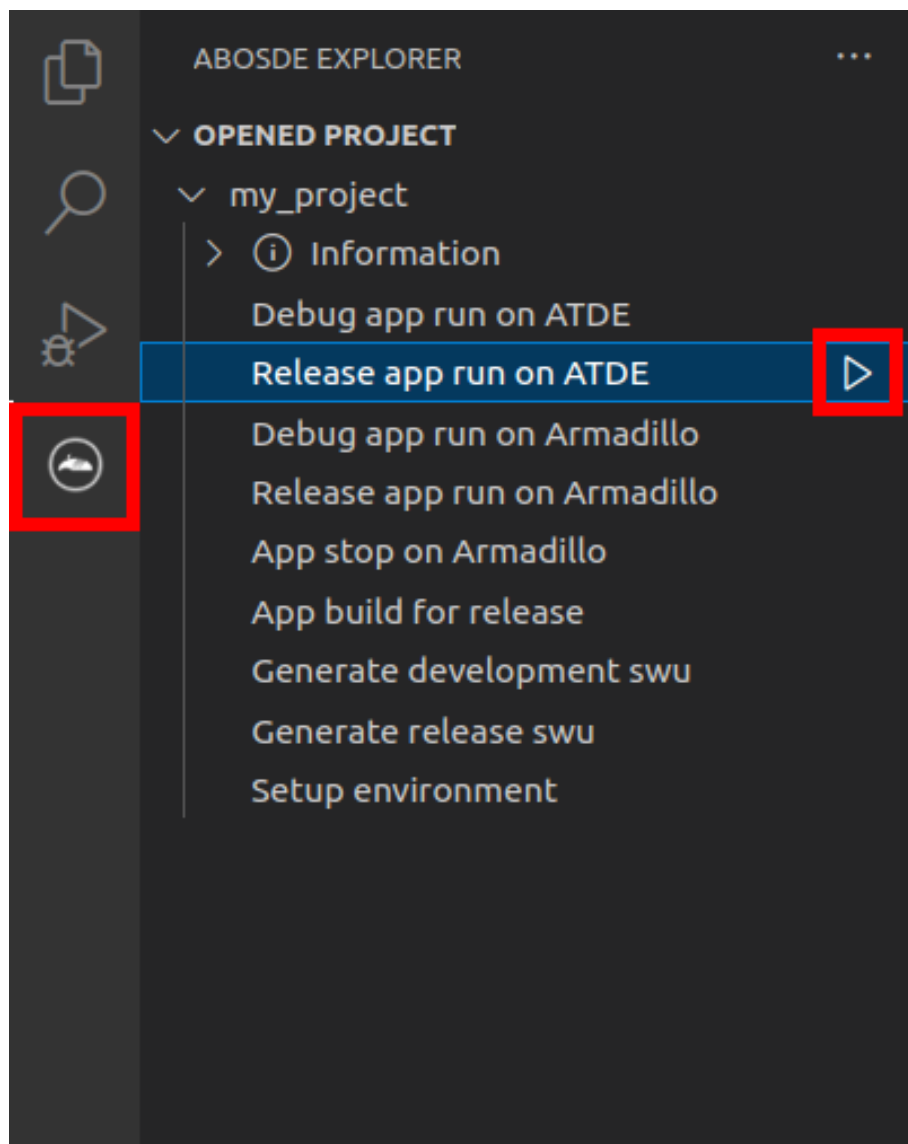 ABOSDE EXPLORER
OPENED PROJECT
my_project
Information
Debug app run on ATDE
Release app run on ATDE
Debug app run on Armadillo
Release app run on Armadillo
App stop on Armadillo
App build for release
Generate development swu
Generate release swu
Setup environment